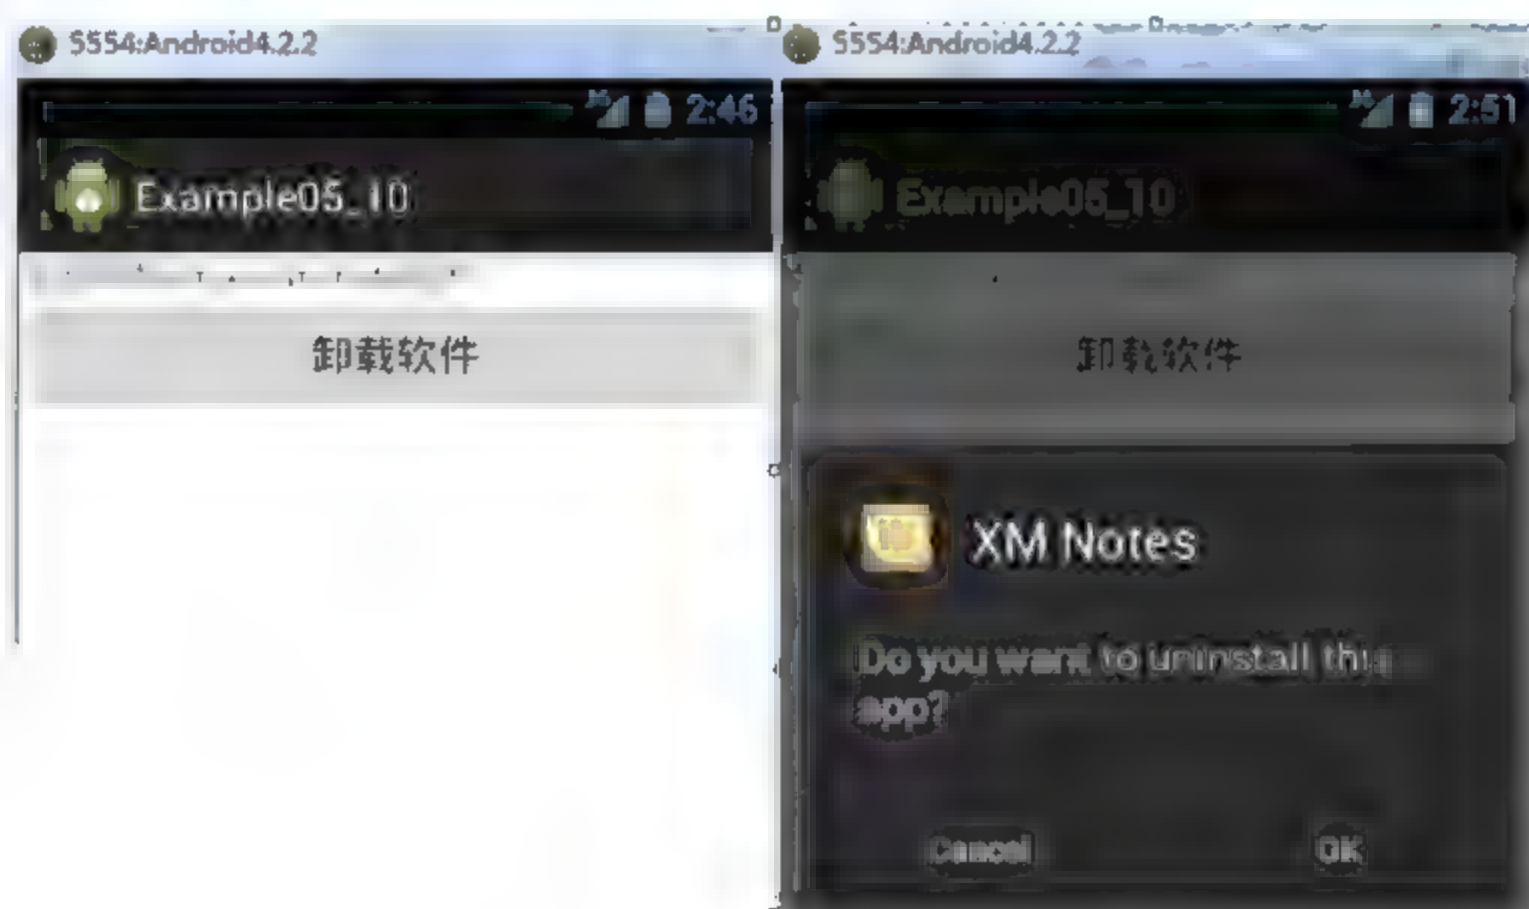 5554:Android4.2.2
2:46
Example05_10
卸载软件
5554:Android4.2.2
2:51
Example05_10
卸载软件
XM Notes
Do you want to uninstall this
app?
Cancel
OK